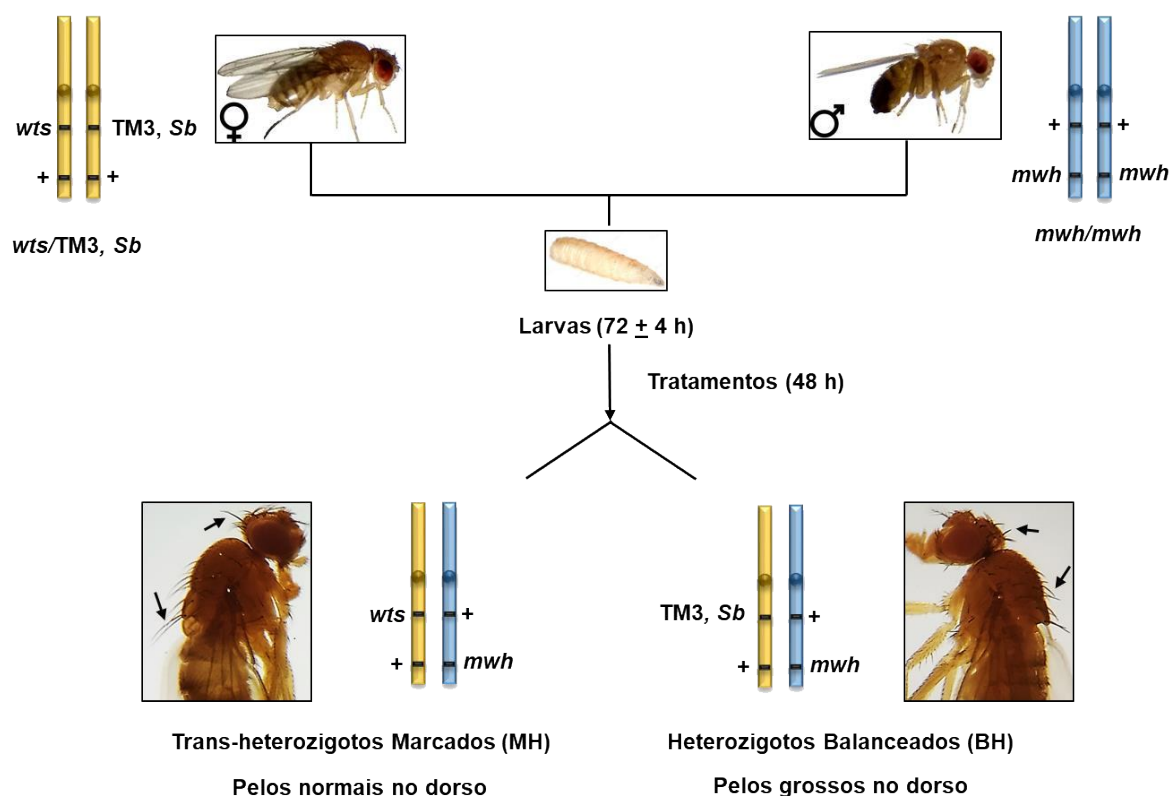 wts TM3, Sb
+ +
wts/TM3, Sb
♀
♂
+ +
mwh mwh
mwh/mwh
Larvas (72 ± 4 h)
Tratamentos (48 h)
wts +
+ mwh
TM3, Sb +
+ mwh
Trans-heterozigotos Marcados (MH)
Pelos normais no dorso
Heterozigotos Balanceados (BH)
Pelos grossos no dorso